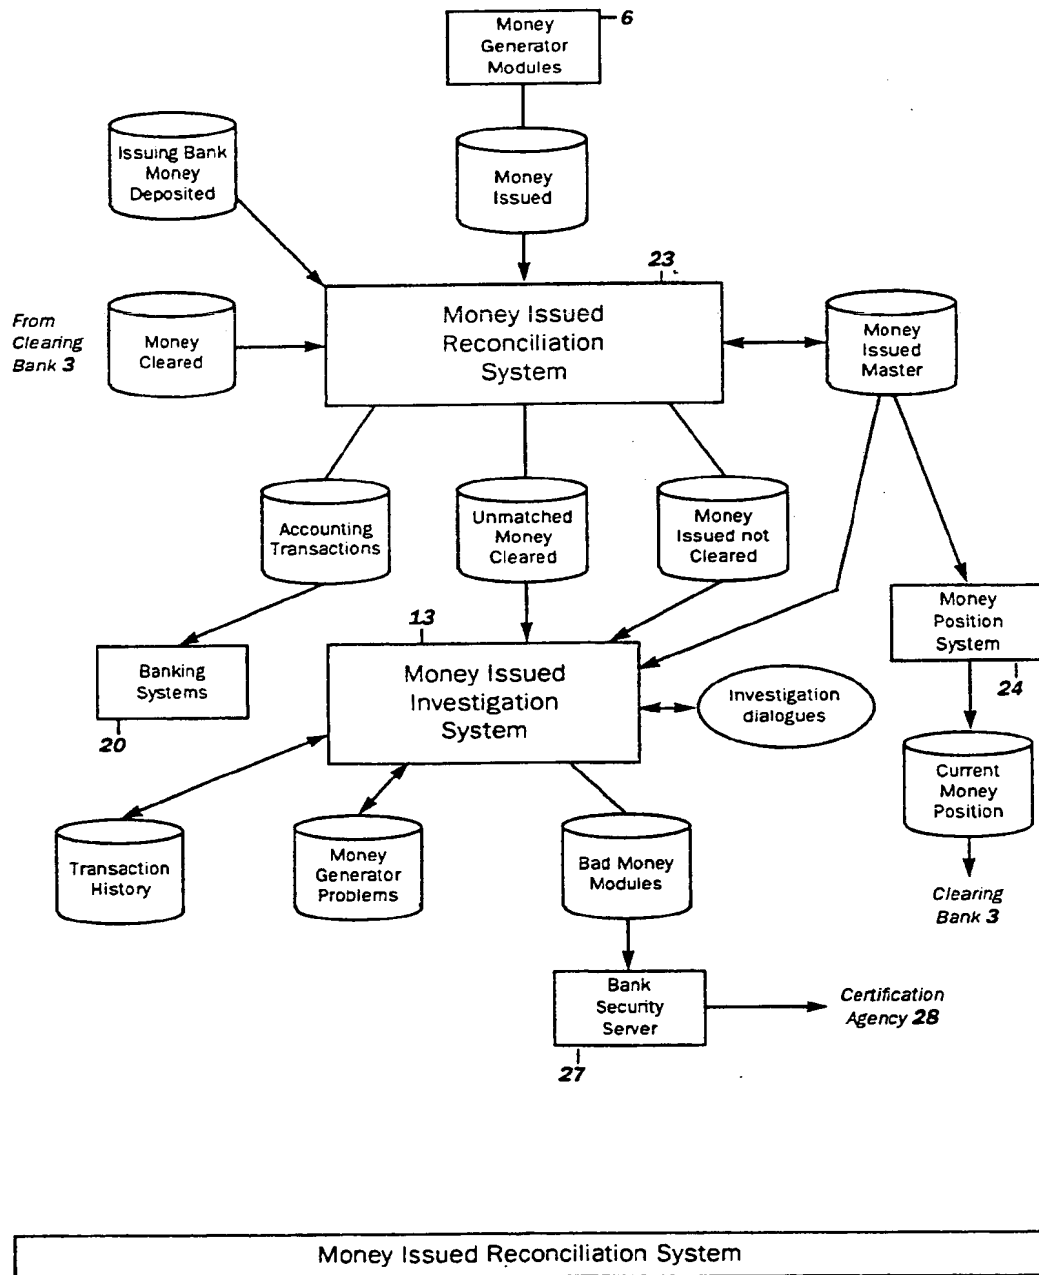 Money
Generator
Modules
6
Issuing Bank
Money
Deposited
Money
Issued
23
From
Clearing
Bank 3
Money
Cleared
Money Issued
Reconciliation
System
Money
Issued
Master
Accounting
Transactions
Unmatched
Money
Cleared
Money
Issued not
Cleared
13
Money
Position
System
24
Banking
Systems
20
Money Issued
Investigation
System
Investigation
dialogues
Current
Money
Position
Transaction
History
Money
Generator
Problems
Bad Money
Modules
Clearing
Bank 3
Bank
Security
Server
27
Certification
Agency 28
Money Issued Reconciliation System